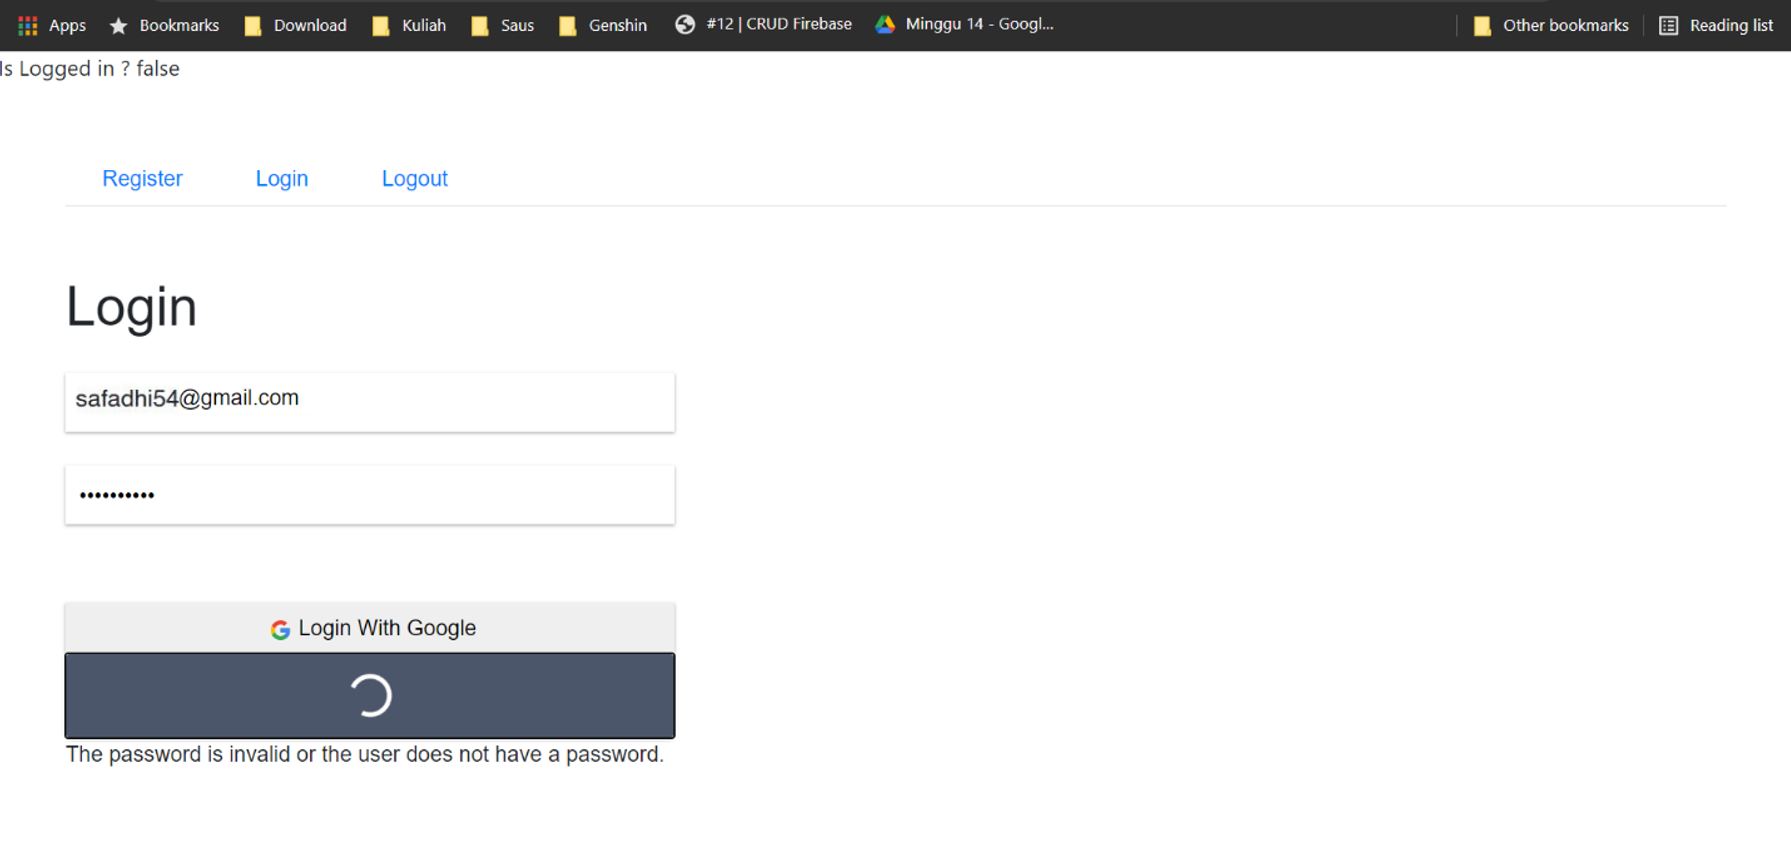 Apps Bookmarks Download Kuliah Saus Genshin #12 | CRUD Firebase Minggu 14 - Googl... Other bookmarks Reading list
Is Logged in ? false
Register Login Logout
Login
safadhi54@gmail.com
••••••••••
Login With Google
The password is invalid or the user does not have a password.